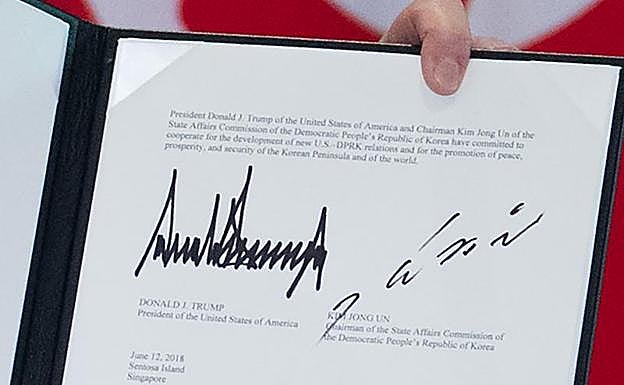 President Donald J. Trump of the United States of America and Chairman Kim Jong Un of the
State Affairs Commission of the Democratic People's Republic of Korea have committed to
cooperate for the development of new U.S.–DPRK relations and for the promotion of peace,
prosperity, and security of the Korean Peninsula and of the world.
DONALD J. TRUMP
President of the United States of America
KIM JONG UN
Chairman of the State Affairs Commission of
the Democratic People's Republic of Korea
June 12, 2018
Sentosa Island
Singapore